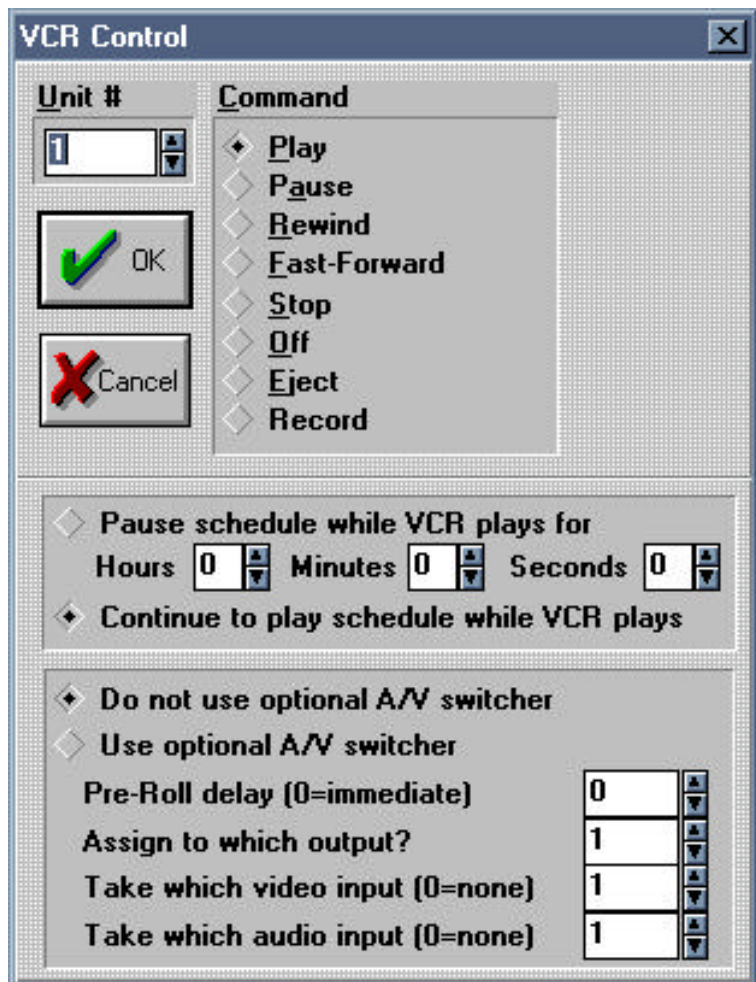 VCR Control
Unit #
1
OK
Cancel
Command
Play
Pause
Rewind
Fast-Forward
Stop
Off
Eject
Record
Pause schedule while VCR plays for
Hours 0 Minutes 0 Seconds 0
Continue to play schedule while VCR plays
Do not use optional A/V switcher
Use optional A/V switcher
Pre-Roll delay (0=immediate) 0
Assign to which output? 1
Take which video input (0=none) 1
Take which audio input (0=none) 1